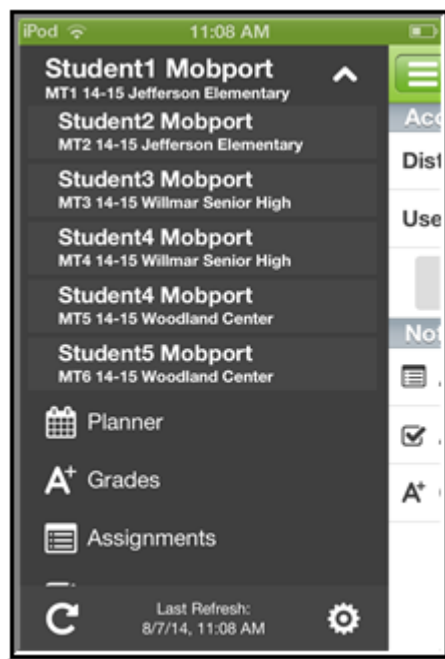 iPod 11:08 AM
Student1 Mobport
MT1 14-15 Jefferson Elementary
Student2 Mobport
MT2 14-15 Jefferson Elementary
Student3 Mobport
MT3 14-15 Willmar Senior High
Student4 Mobport
MT4 14-15 Willmar Senior High
Student4 Mobport
MT5 14-15 Woodland Center
Student5 Mobport
MT6 14-15 Woodland Center
Planner
A+ Grades
Assignments
Last Refresh:
8/7/14, 11:08 AM
Acc
Dist
Use
Not
A+